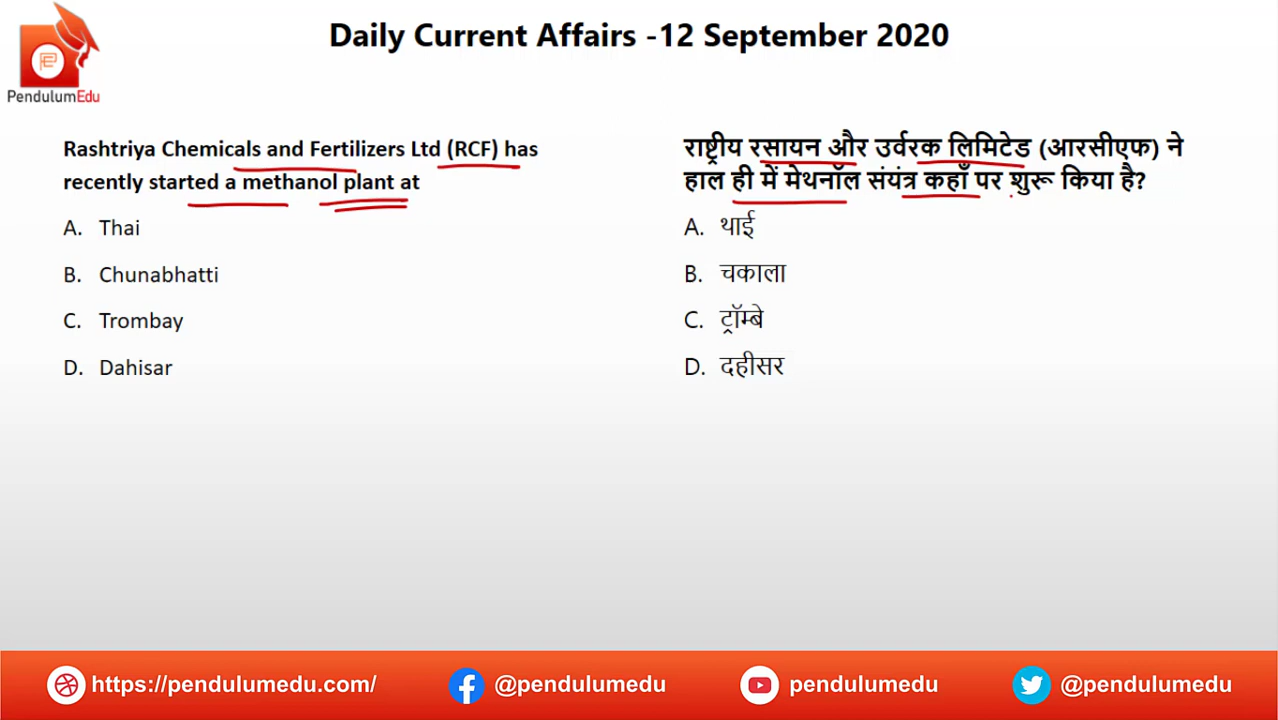 Daily Current Affairs -12 September 2020
PendulumEdu
Rashtriya Chemicals and Fertilizers Ltd (RCF) has
recently started a methanol plant at
A. Thai
B. Chunabhatti
C. Trombay
D. Dahisar
राष्ट्रीय रसायन और उर्वरक लिमिटेड (आरसीएफ) ने
हाल ही में मेथनॉल संयंत्र कहाँ पर शुरू किया है?
A. थाई
B. चकाला
C. ट्रॉम्बे
D. दहीसर
https://pendulumedu.com/ @pendulumedu pendulumedu @pendulumedu